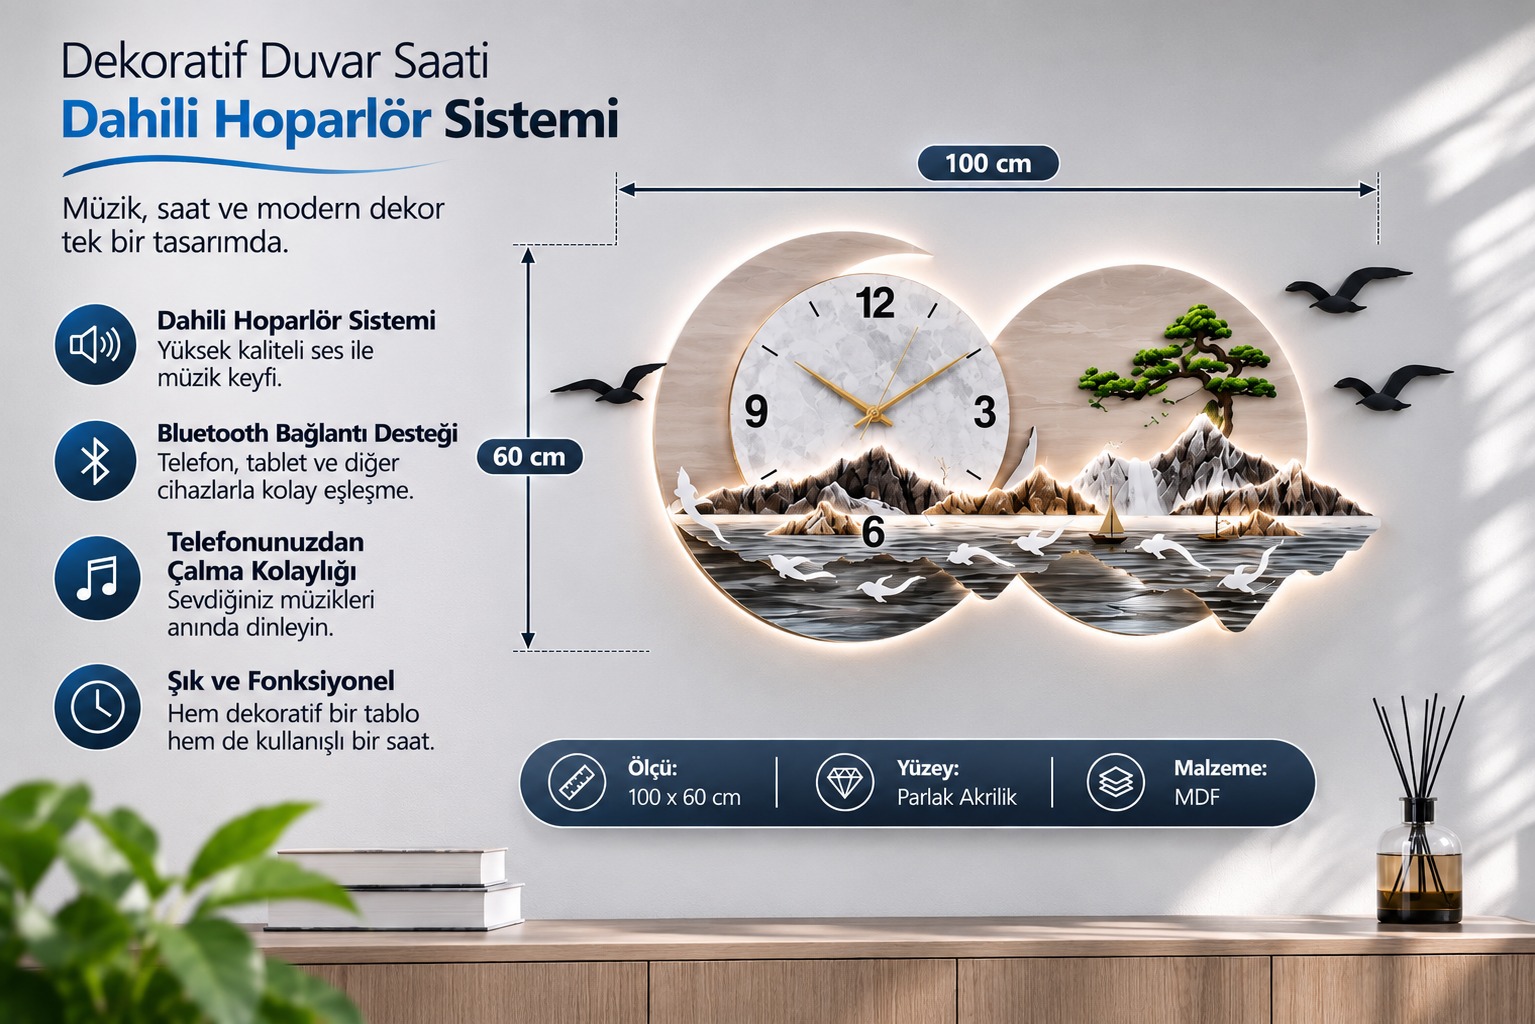 Dekoratif Duvar Saati
Dahili Hoparlör Sistemi
Müzik, saat ve modern dekor
tek bir tasarımda.
Dahili Hoparlör Sistemi
Yüksek kaliteli ses ile
müzik keyfi.
Bluetooth Bağlantı Desteği
Telefon, tablet ve diğer
cihazlarla kolay eşleşme.
Telefonunuzdan
Çalma Kolaylığı
Sevdiğiniz müzikleri
anında dinleyin.
Şık ve Fonksiyonel
Hem dekoratif bir tablo
hem de kullanışlı bir saat.
100 cm
60 cm
12
9
3
6
Ölçü:
100 x 60 cm
Yüzey:
Parlak Akrilik
Malzeme:
MDF